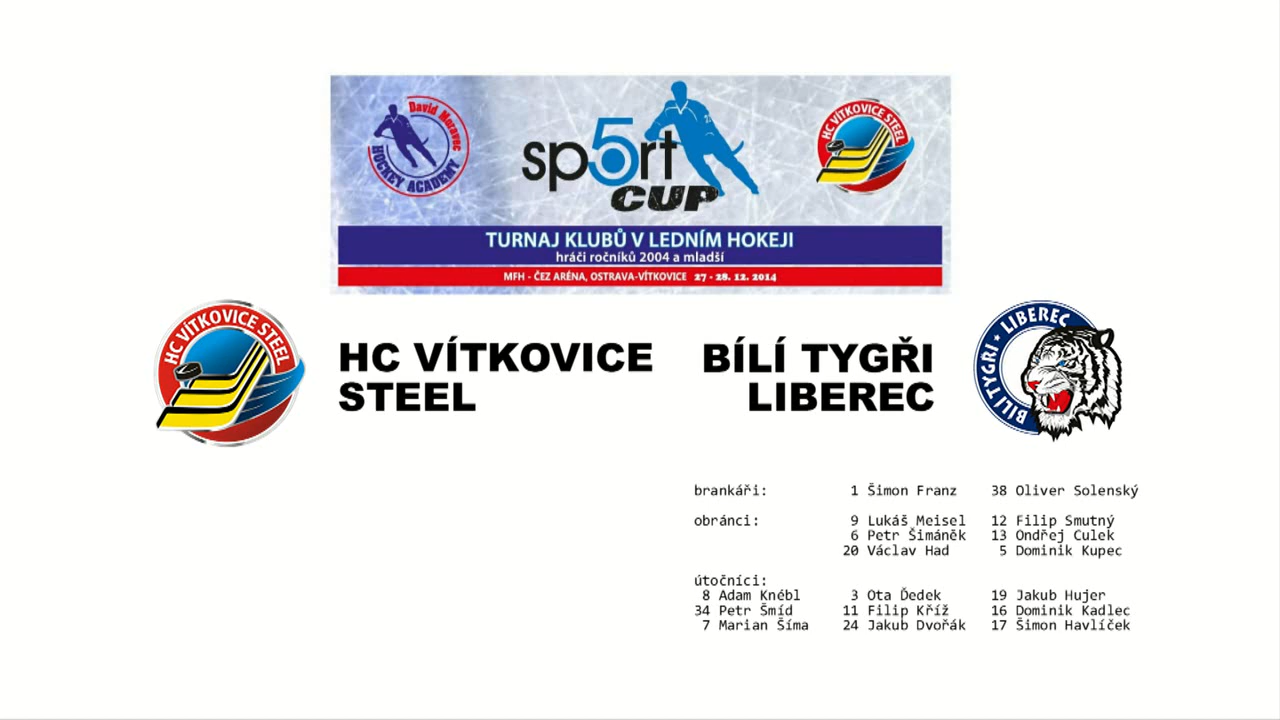 David Moravec
HOCKEY ACADEMY
sp5rt
CUP
HC VÍTKOVICE STEEL
TURNAJ KLUBŮ V LEDNÍM HOKEJI
hráči ročníků 2004 a mladší
MFH - ČEZ ARÉNA, OSTRAVA-VÍTKOVICE 27 - 28. 12. 2014
HC VÍTKOVICE STEEL
HC VÍTKOVICE
STEEL
BÍLÍ TYGŘI
LIBEREC
BÍLÍ TYGŘI • LIBEREC
brankáři: 1 Šimon Franz 38 Oliver Solenský
obránci: 9 Lukáš Meisel 12 Filip Smutný
6 Petr Šimáněk 13 Ondřej Culek
20 Václav Had 5 Dominik Kupec
útočníci:
8 Adam Knébl 3 Ota Ďedek 19 Jakub Hujer
34 Petr Šmíd 11 Filip Kříž 16 Dominik Kadlec
7 Marian Šíma 24 Jakub Dvořák 17 Šimon Havlíček